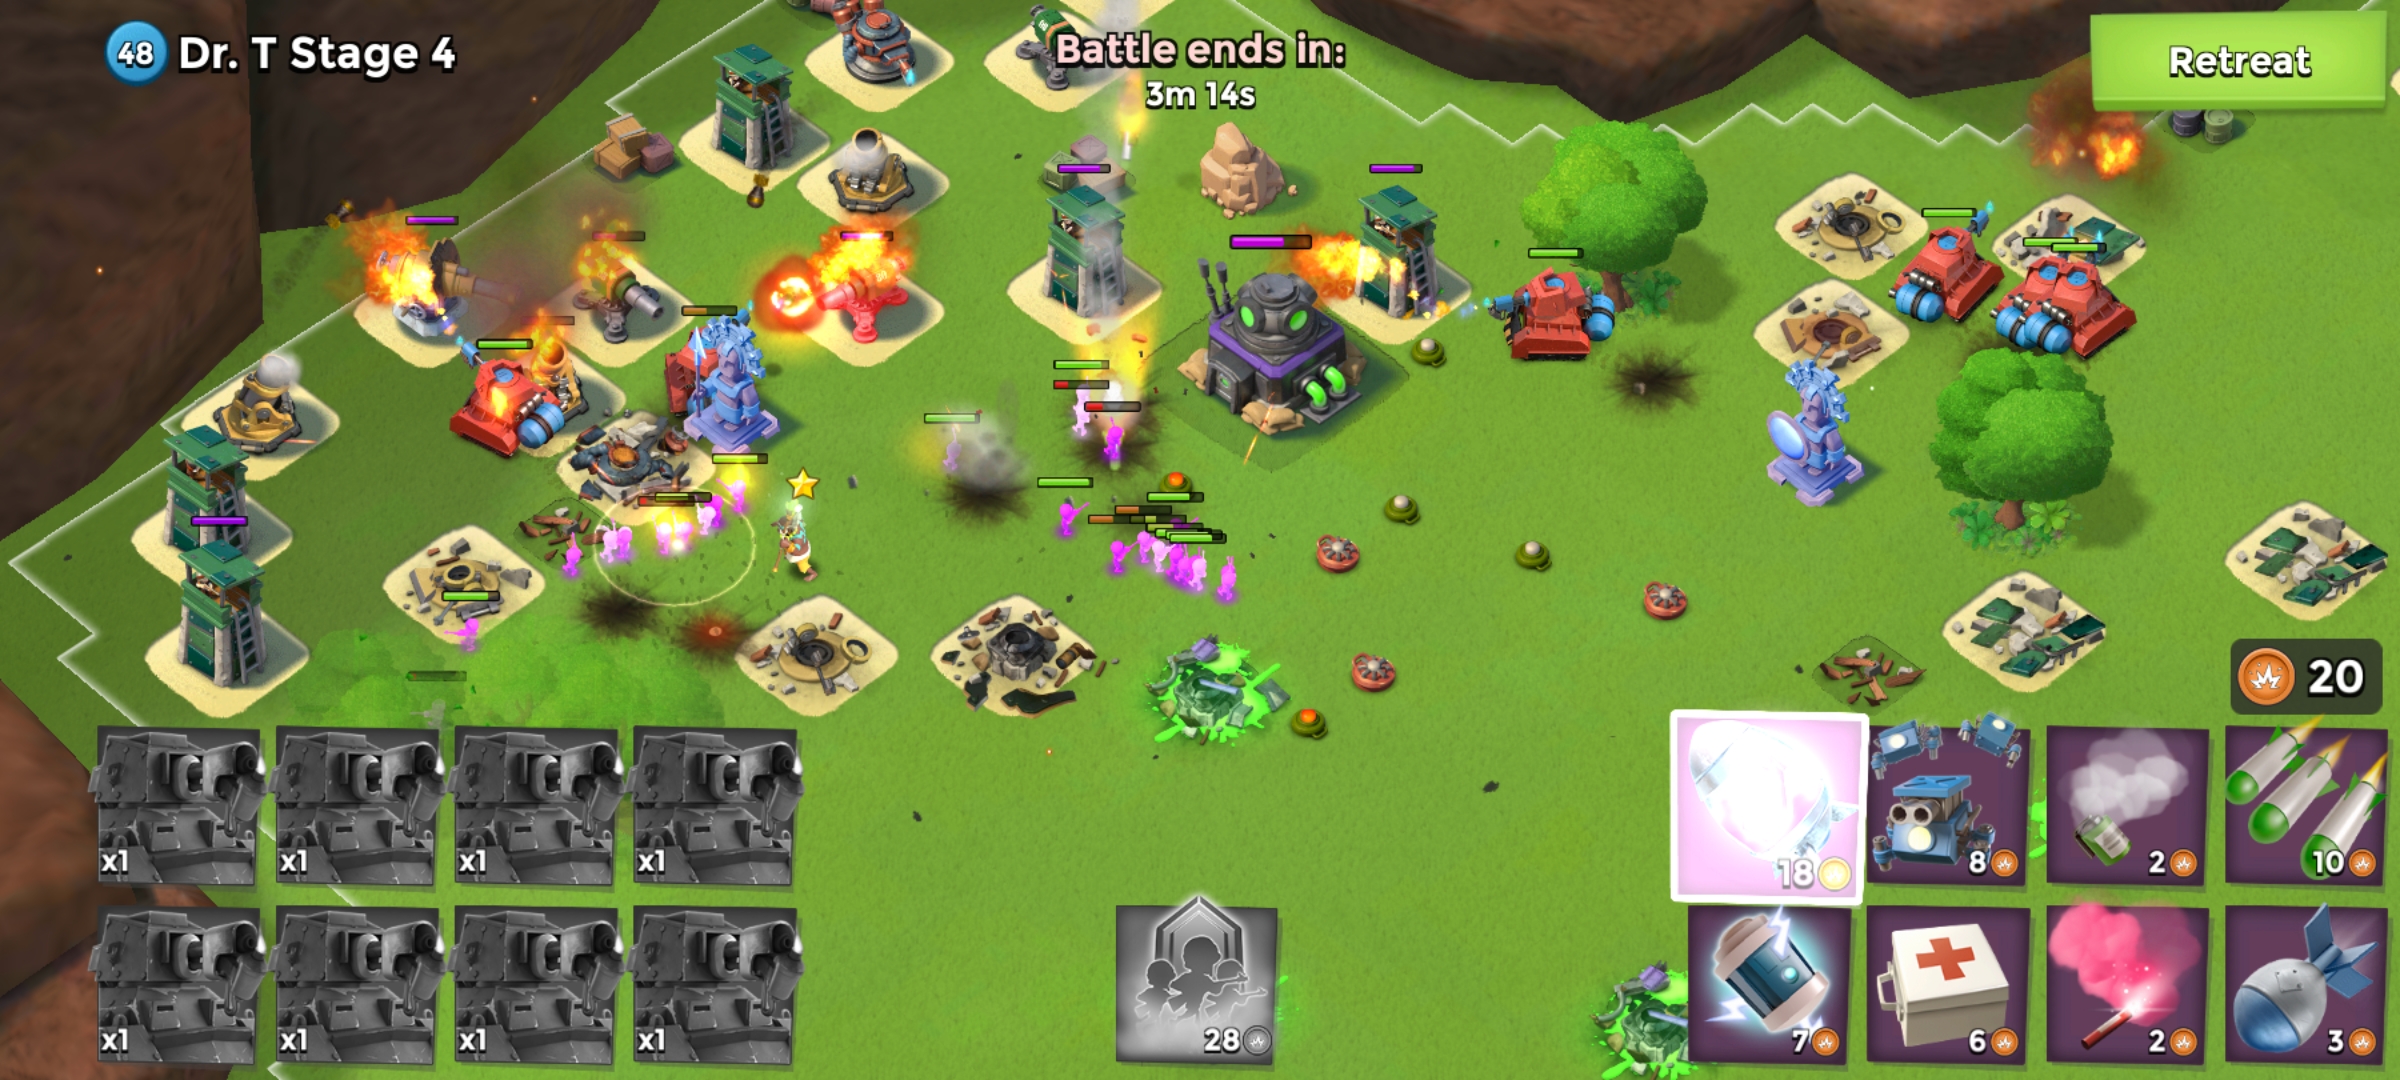 48 Dr. T Stage 4
Battle ends in:
3m 14s
Retreat
20
x1 x1 x1 x1
18 8 2 10
x1 x1 x1 x1
28
7 6 2 3